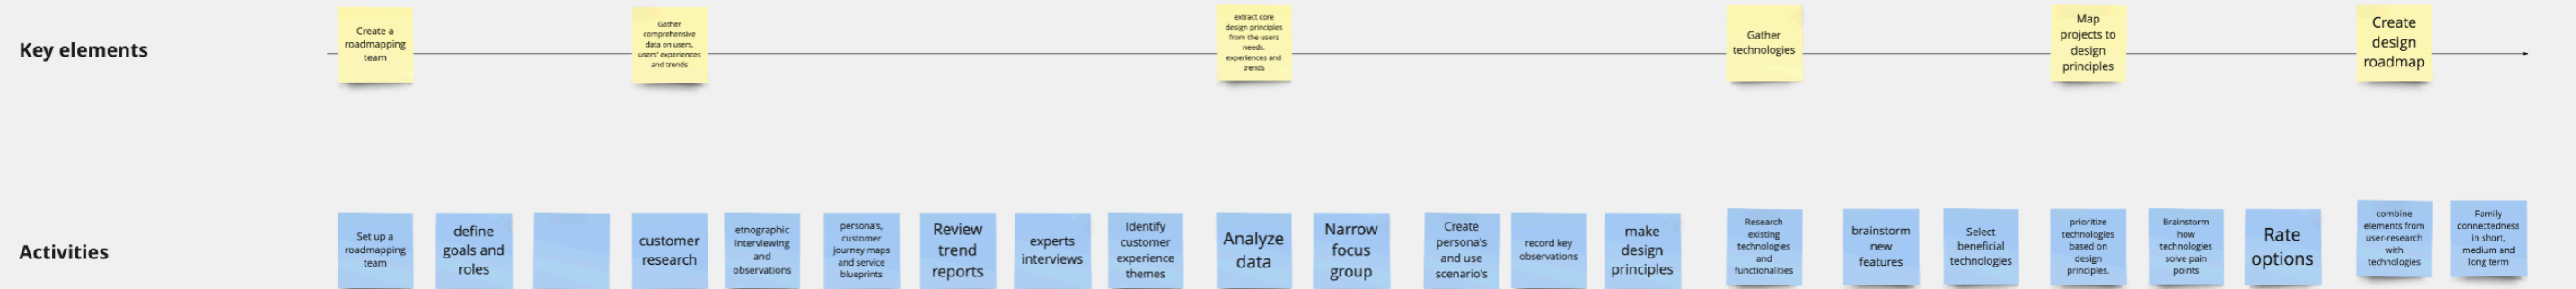 Key elements
Create a
roadmapping
team
Gather
comprehensive
data on users,
users' experiences
and trends
extract core
design principles
from the users
needs.
experiences and
trends
Gather
technologies
Map
projects to
design
principles
Create
design
roadmap
Activities
Set up a
roadmapping
team
define
goals and
roles
customer
research
etnographic
interviewing
and
observations
persona's,
customer
journey maps
and service
blueprints
Review
trend
reports
experts
interviews
Identify
customer
experience
themes
Analyze
data
Narrow
focus
group
Create
persona's
and use
scenario's
record key
observations
make
design
principles
Research
existing
technologies
and
functionalities
brainstorm
new
features
Select
beneficial
technologies
prioritize
technologies
based on
design
principles.
Brainstorm
how
technologies
solve pain
points
Rate
options
combine
elements from
user-research
with
technologies
Family
connectedness
in short,
medium and
long term